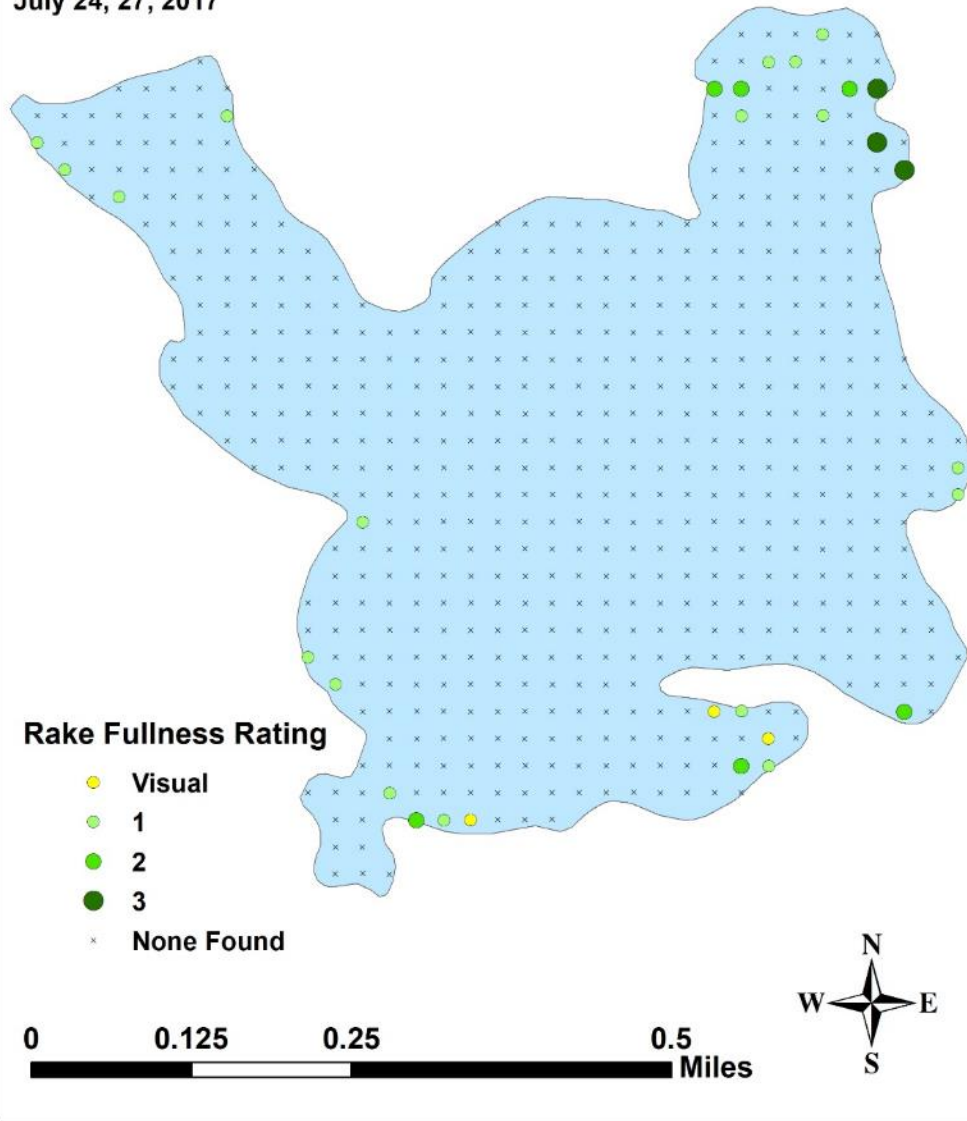 July 24, 27, 2017
Rake Fullness Rating
Visual
1
2
3
None Found
N
W E
S
0 0.125 0.25 0.5
Miles